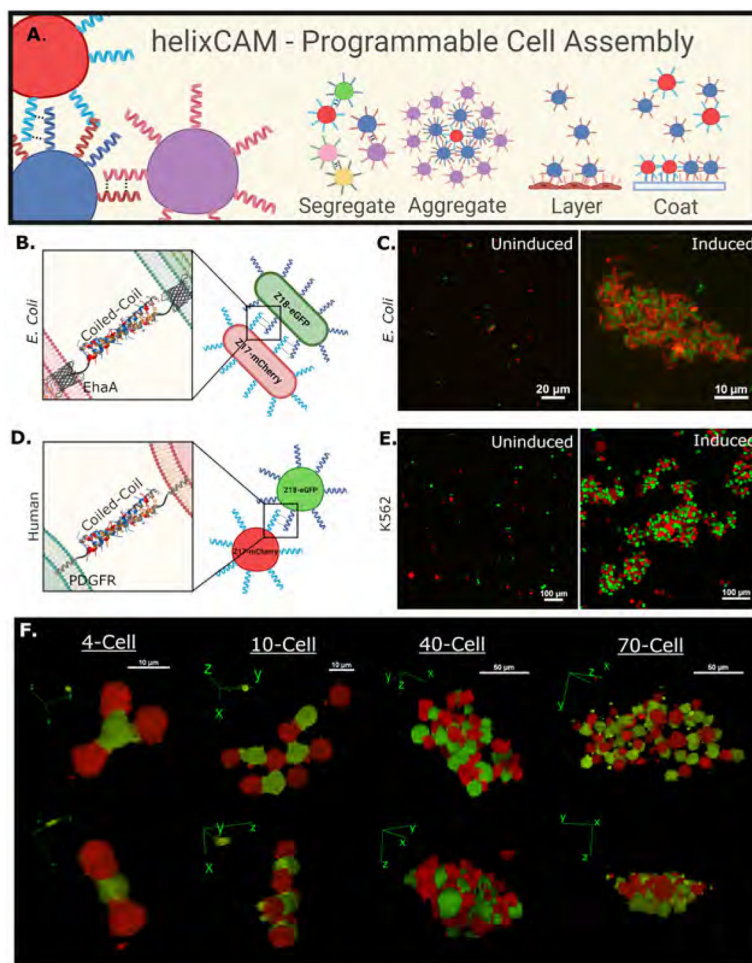 A.
helixCAM - Programmable Cell Assembly
Segregate
Aggregate
Layer
Coat
B.
E. Coli
Coiled-Coil
EhaA
Z18-eGFP
Z17-mCherry
C.
E. Coli
Uninduced
Induced
20 μm
10 μm
D.
Human
Coiled-Coil
PDGFR
Z18-eGFP
Z17-mCherry
E.
K562
Uninduced
Induced
100 μm
100 μm
F.
4-Cell
10-Cell
40-Cell
70-Cell
10 μm
10 μm
50 μm
50 μm
z
y
x
y
x
z
x
z
y
y
z
x
z
x
y
x
z
y